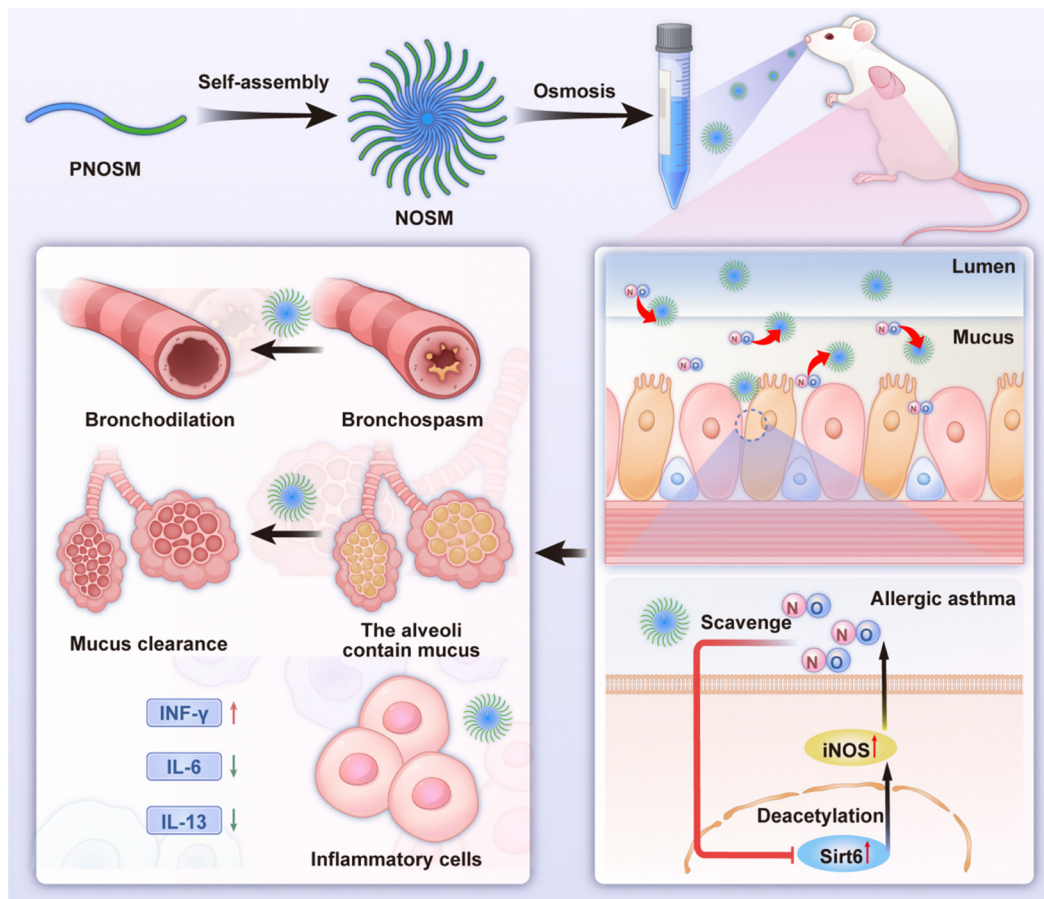 Self-assembly
Osmosis
PNOSM
NOSM
Bronchodilation
Bronchospasm
Mucus clearance
The alveoli
contain mucus
INF-γ
IL-6
IL-13
Inflammatory cells
Lumen
N O
Mucus
N O
N O
N O
N O
N O
Allergic asthma
Scavenge
N O
N O
N O
iNOS
Deacetylation
Sirt6